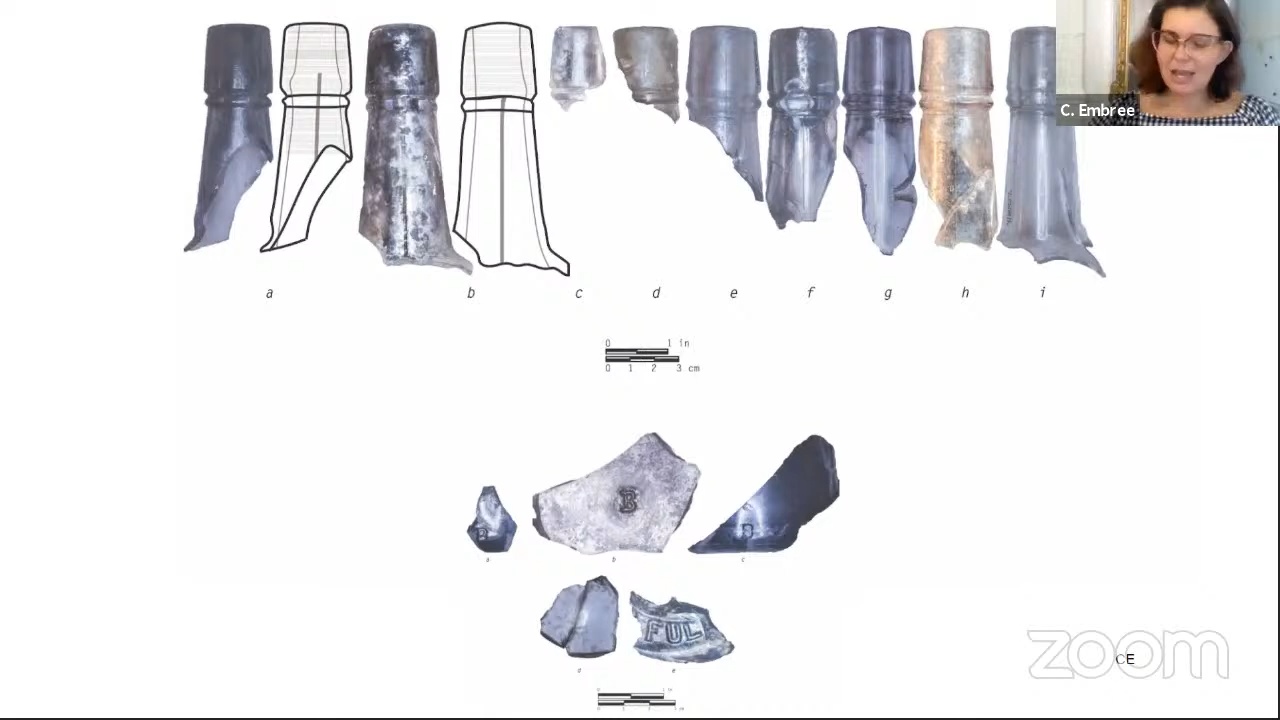 C. Embree
a b c d e f g h i
0 1 in
0 1 2 3 cm
B
B
B
a b c
FUL
d e
zoom
CE